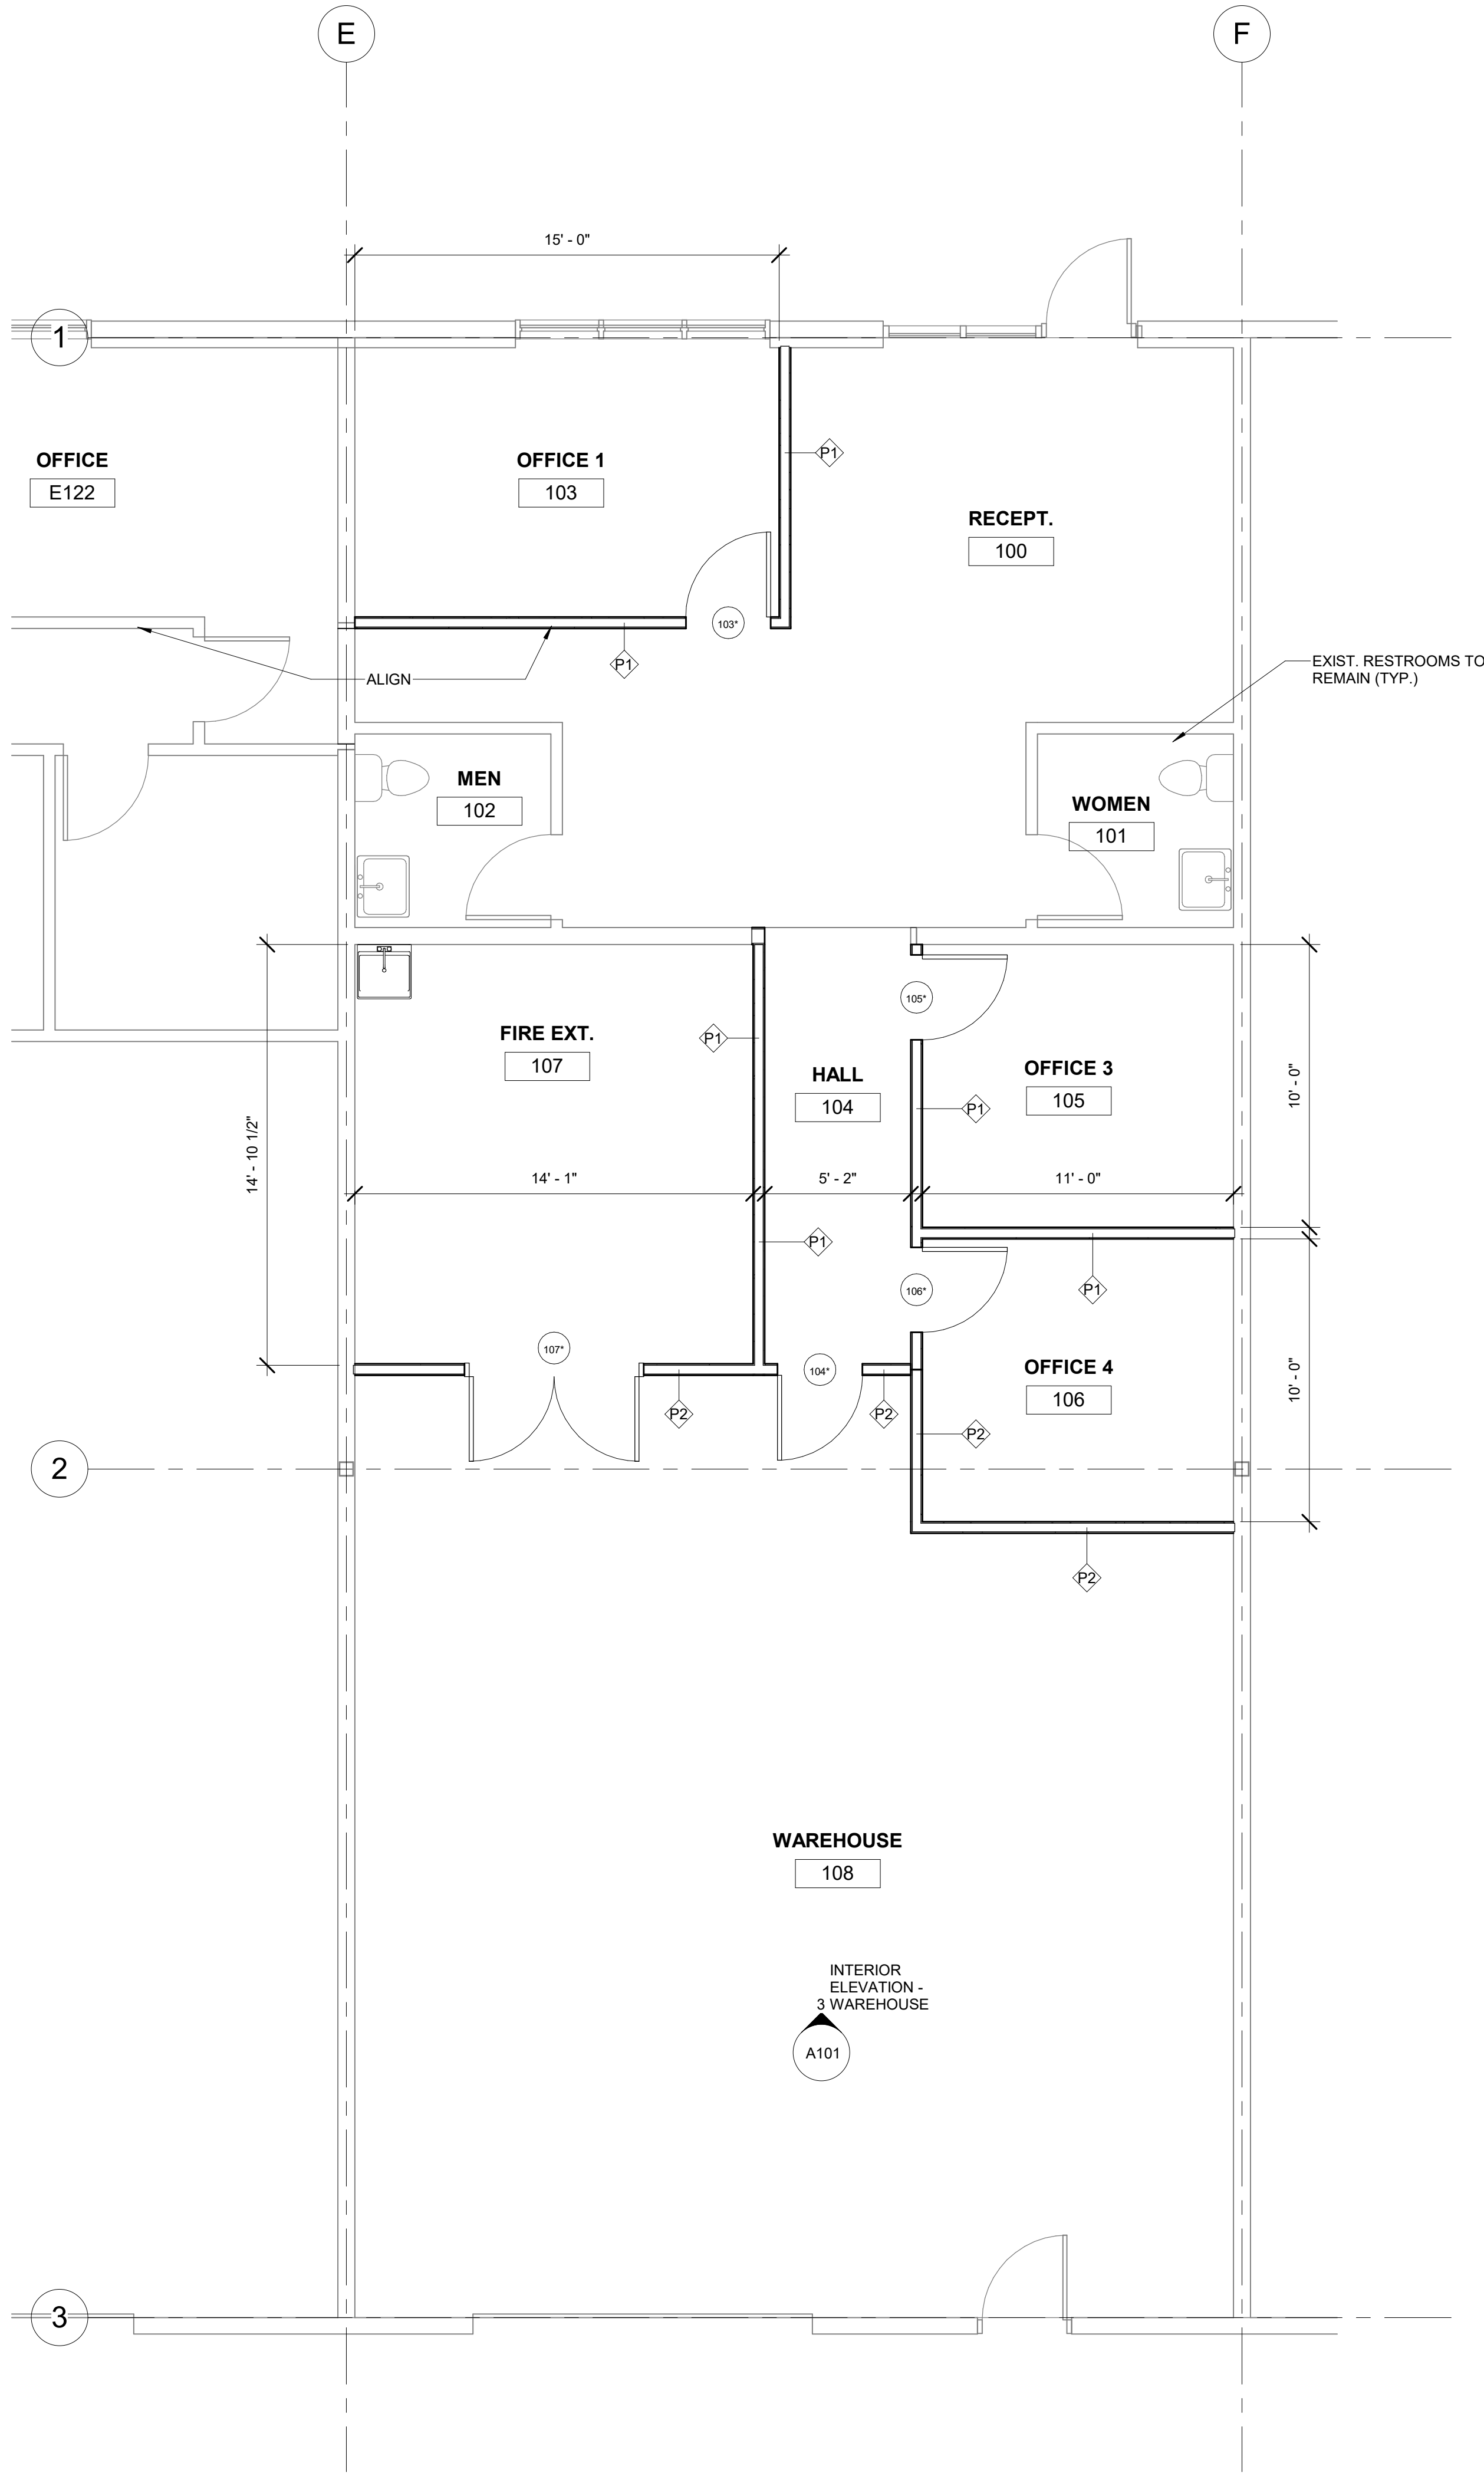 E
F
15' - 0"
1
OFFICE
E122
OFFICE 1
103
P1
RECEPT.
100
103*
P1
ALIGN
EXIST. RESTROOMS TO
REMAIN (TYP.)
MEN
102
WOMEN
101
105*
FIRE EXT.
107
P1
HALL
104
OFFICE 3
105
P1
10' - 0"
14' - 10 1/2"
14' - 1"
5' - 2"
11' - 0"
P1
106*
P1
107*
104*
OFFICE 4
106
10' - 0"
P2
P2
P2
2
P2
WAREHOUSE
108
INTERIOR
ELEVATION -
3 WAREHOUSE
A101
3